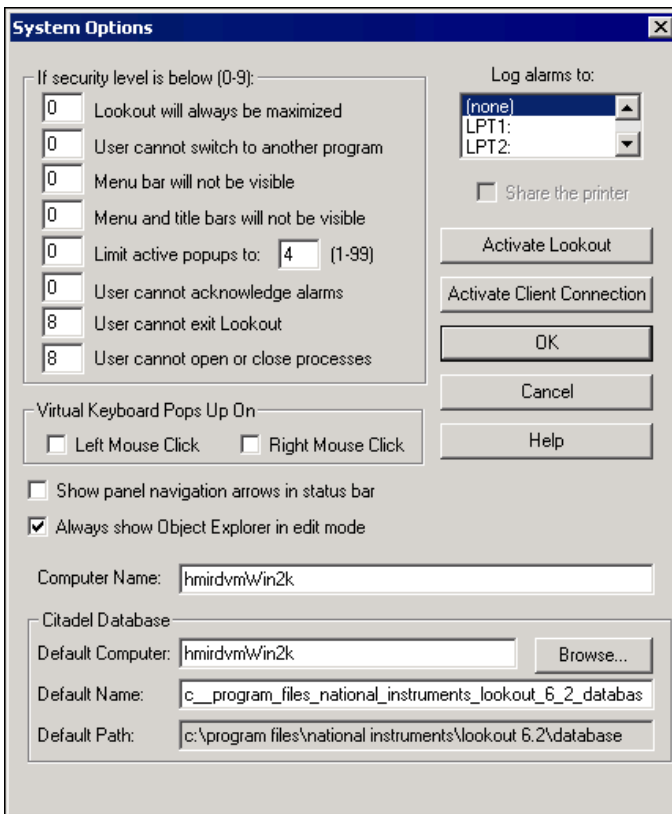 System Options
If security level is below (0-9):
0 Lookout will always be maximized
0 User cannot switch to another program
0 Menu bar will not be visible
0 Menu and title bars will not be visible
0 Limit active popups to: 4 (1-99)
0 User cannot acknowledge alarms
8 User cannot exit Lookout
8 User cannot open or close processes
Log alarms to:
(none)
LPT1:
LPT2:
Share the printer
Activate Lookout
Activate Client Connection
OK
Cancel
Help
Virtual Keyboard Pops Up On
Left Mouse Click Right Mouse Click
Show panel navigation arrows in status bar
Always show Object Explorer in edit mode
Computer Name: hmirdvmWin2k
Citadel Database
Default Computer: hmirdvmWin2k Browse...
Default Name: c__program_files_national_instruments_lookout_6_2_databas
Default Path: c:\program files\national instruments\lookout 6.2\database